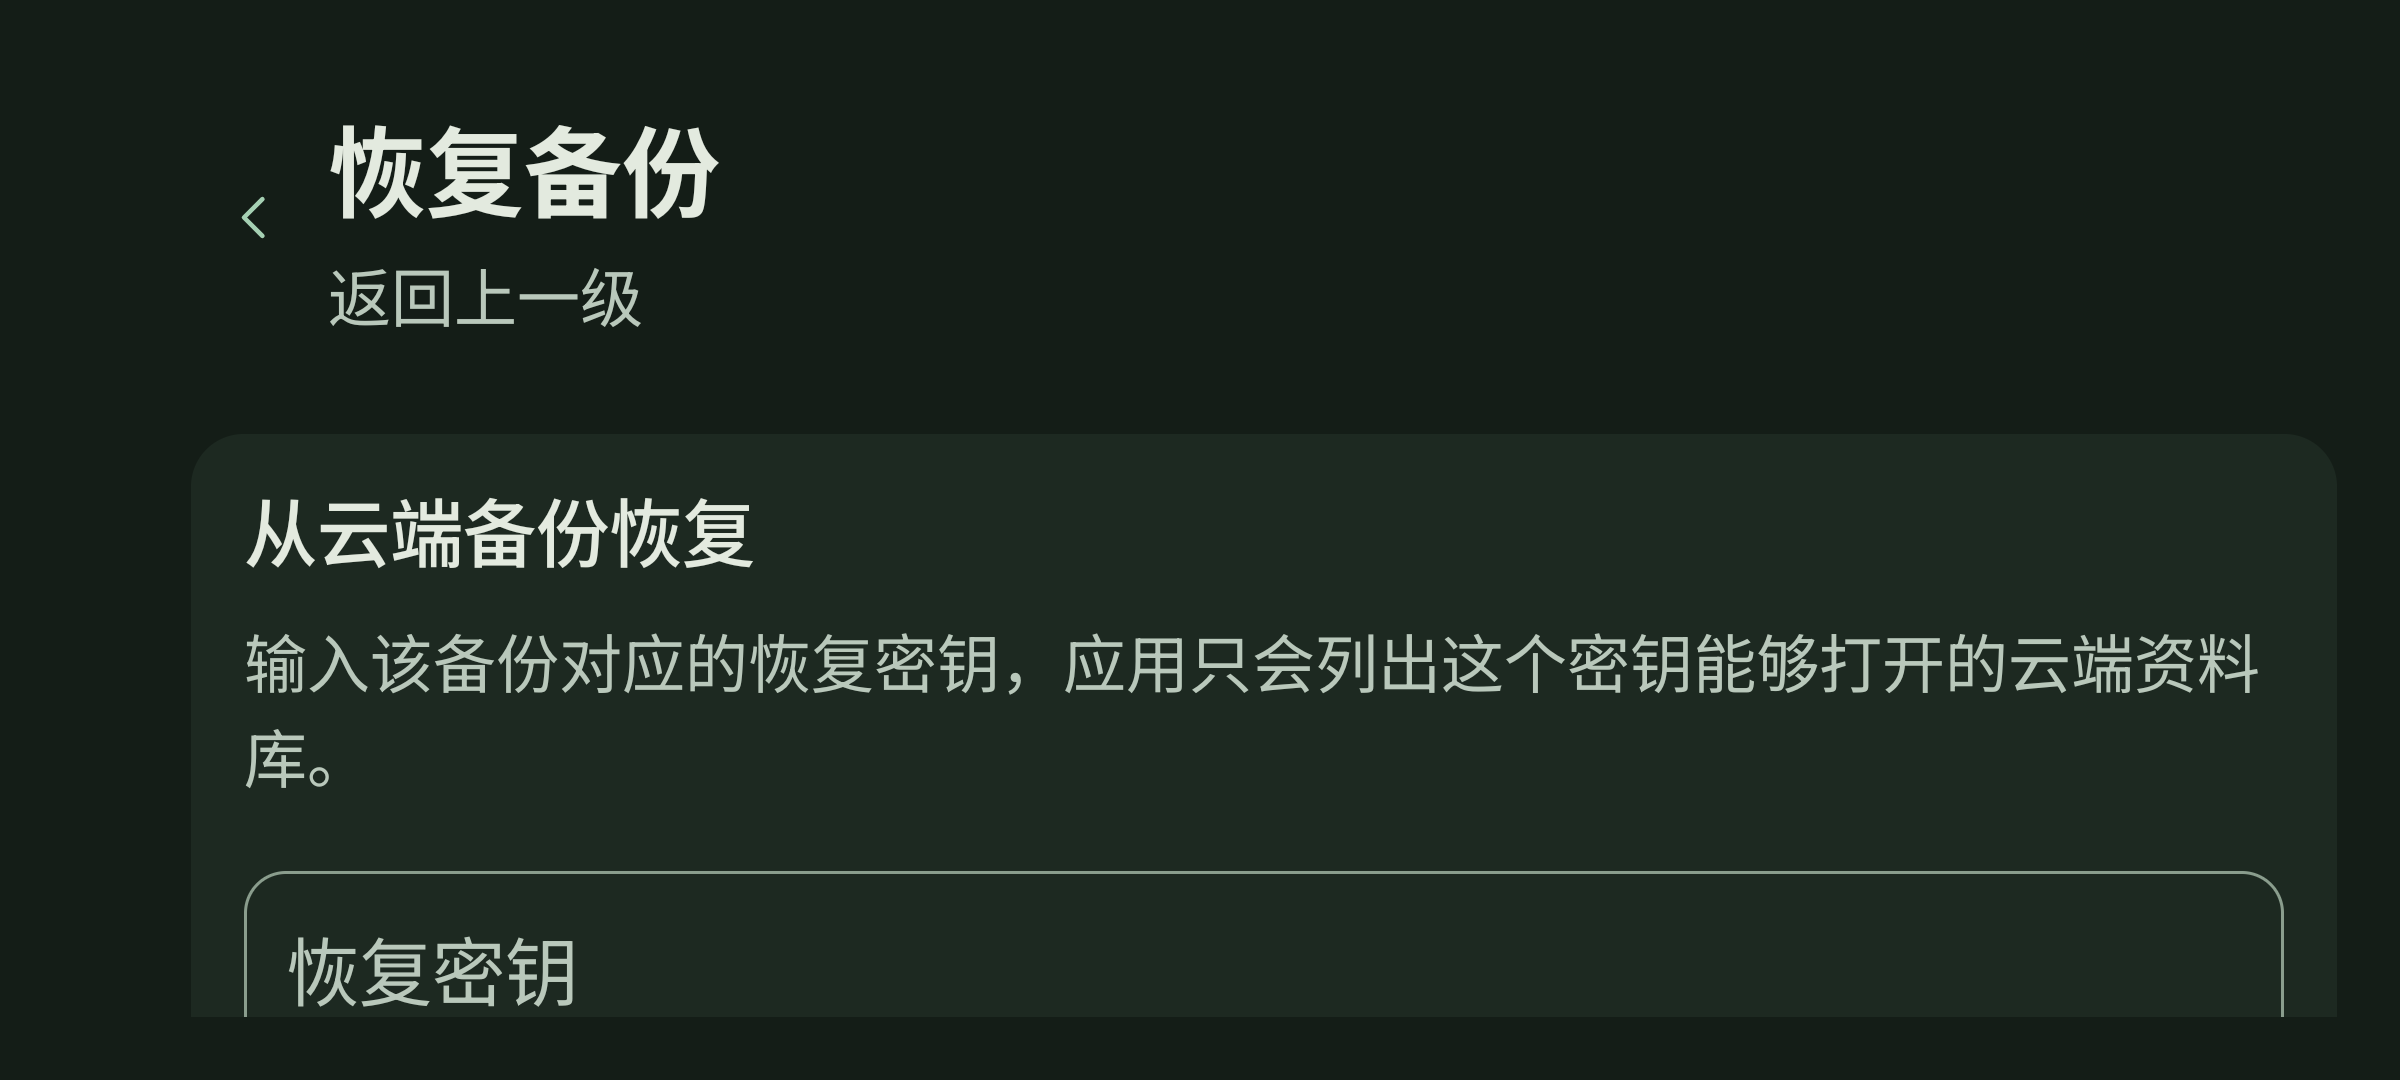 恢复备份
返回上一级
从云端备份恢复
输入该备份对应的恢复密钥，应用只会列出这个密钥能够打开的云端资料
库。
恢复密钥